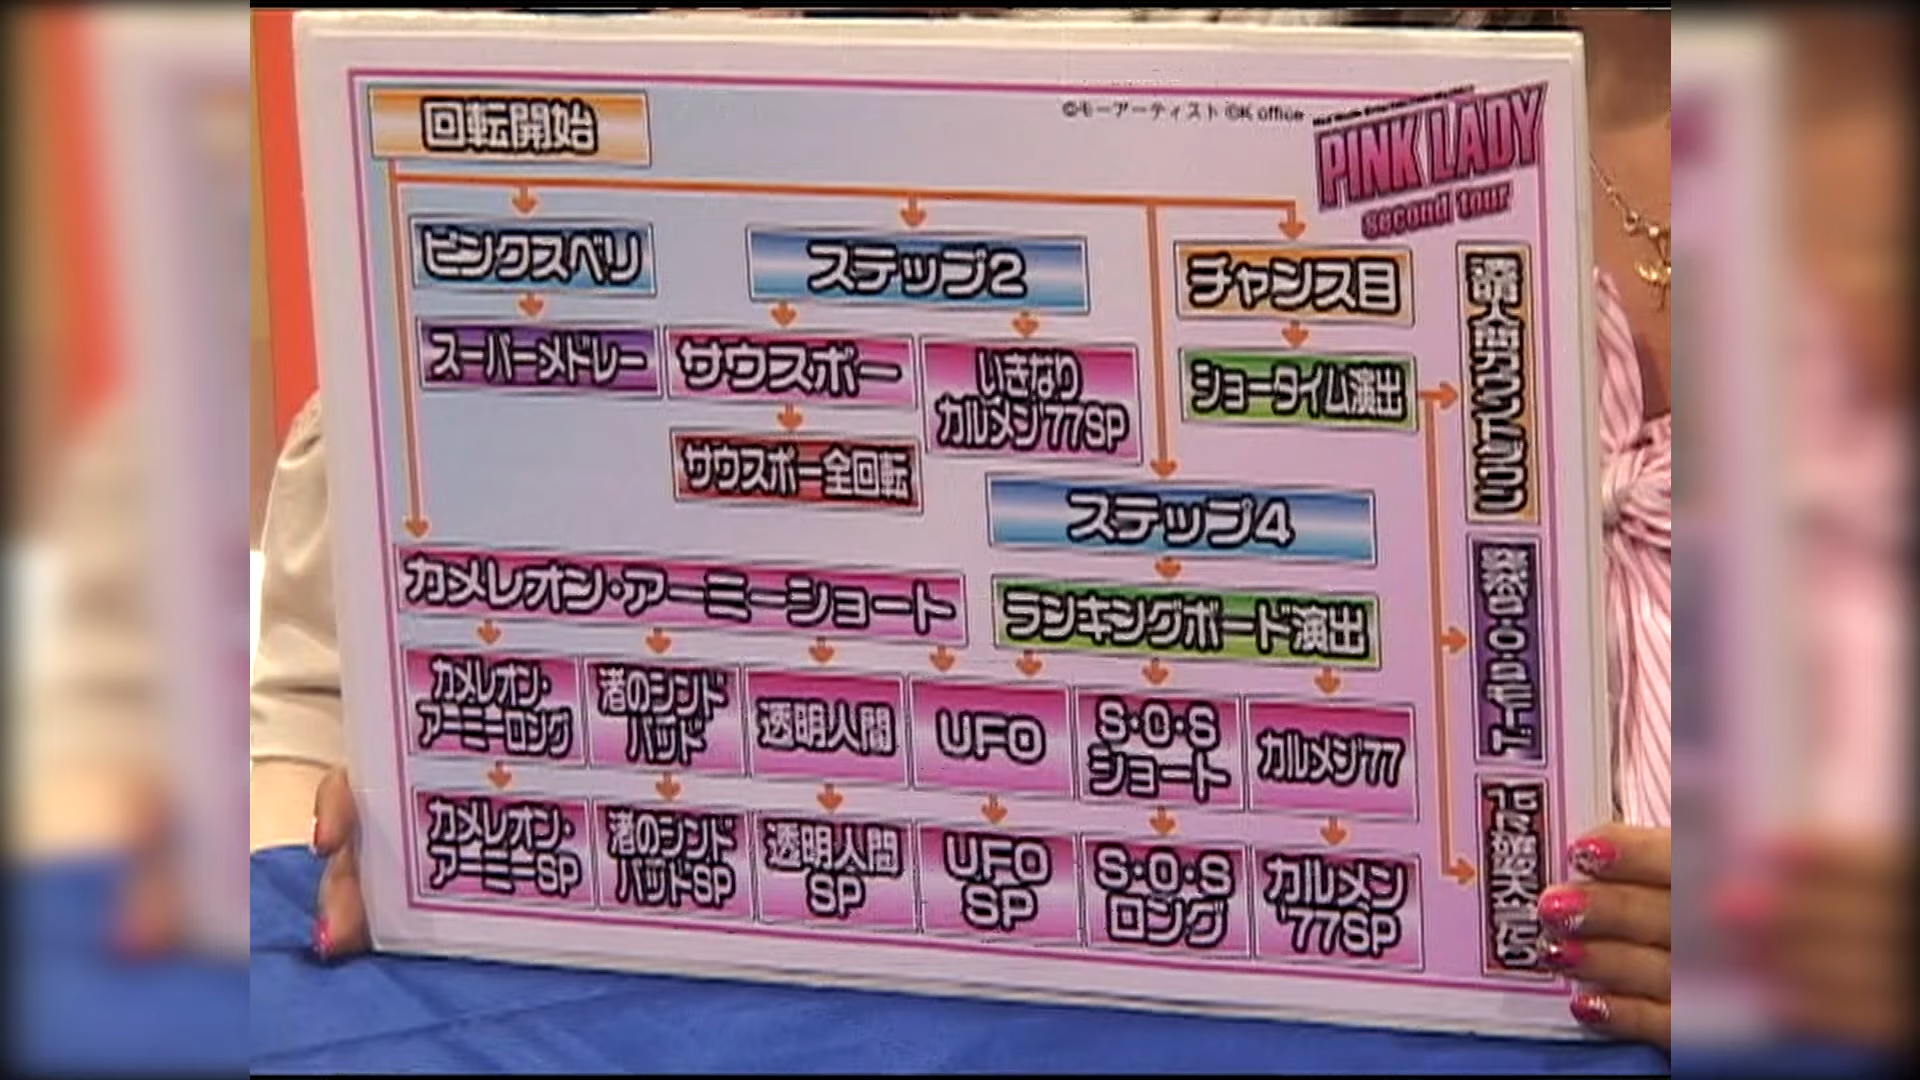 回転開始
©モーアーティスト ©K office
PINK LADY
second tour
ピンクスベリ
ステップ2
チャンス目
スーパーメドレー
サウスポー
いきなり
カルメン'77SP
ショータイム演出
サウスポー全回転
ステップ4
カメレオン・アーミーショート
ランキングボード演出
カメレオン・
アーミーロング
渚のシンド
バッド
透明人間
UFO
S・O・S
ショート
カルメン'77
カメレオン・
アーミーSP
渚のシンド
バッドSP
透明人間
SP
UFO
SP
S・O・S
ロング
カルメン
'77SP